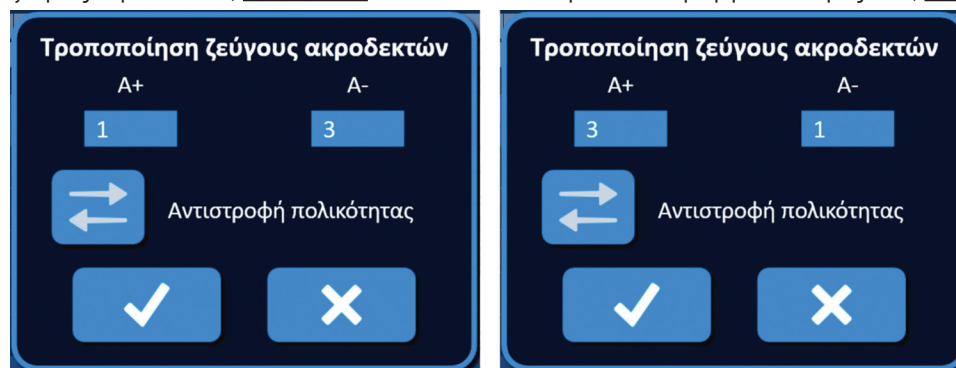 Τροποποίηση ζεύγους ακροδεκτών
A+ A-
1 3
Αντιστροφή πολικότητας
Τροποποίηση ζεύγους ακροδεκτών
A+ A-
3 1
Αντιστροφή πολικότητας